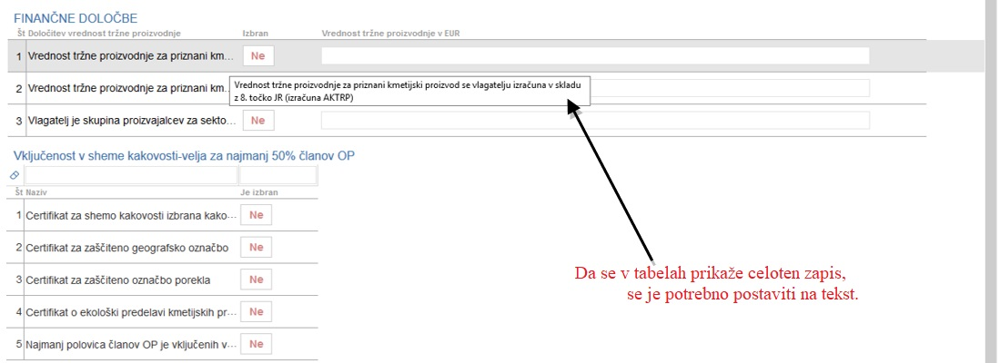 FINANČNE DOLOČBE
Št Določitev vrednost tržne proizvodnje Izbran Vrednost tržne proizvodnje v EUR
1 Vrednost tržne proizvodnje za priznani km... Ne
Vrednost tržne proizvodnje za priznani kmetijski proizvod se vlagatelju izračuna v skladu
2 Vrednost tržne proizvodnje za priznani km...
z 8. točko JR (izračuna AKTRP)
3 Vlagatelj je skupina proizvajalcev za sekto... Ne
Vključenost v sheme kakovosti-velja za najmanj 50% članov OP
Št Naziv Je izbran
1 Certifikat za shemo kakovosti izbrana kako... Ne
2 Certifikat za zaščiteno geografsko označbo Ne
3 Certifikat za zaščiteno označbo porekla Ne
4 Certifikat o ekološki predelavi kmetijskih pr... Ne
5 Najmanj polovica članov OP je vključenih v... Ne
Da se v tabelah prikaže celoten zapis,
se je potrebno postaviti na tekst.